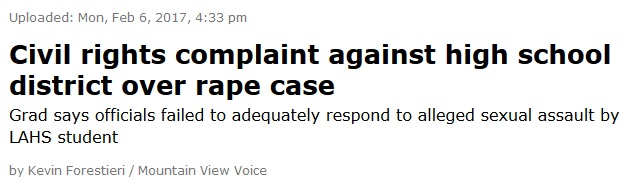 Uploaded: Mon, Feb 6, 2017, 4:33 pm
Civil rights complaint against high school
district over rape case
Grad says officials failed to adequately respond to alleged sexual assault by
LAHS student
by Kevin Forestieri / Mountain View Voice